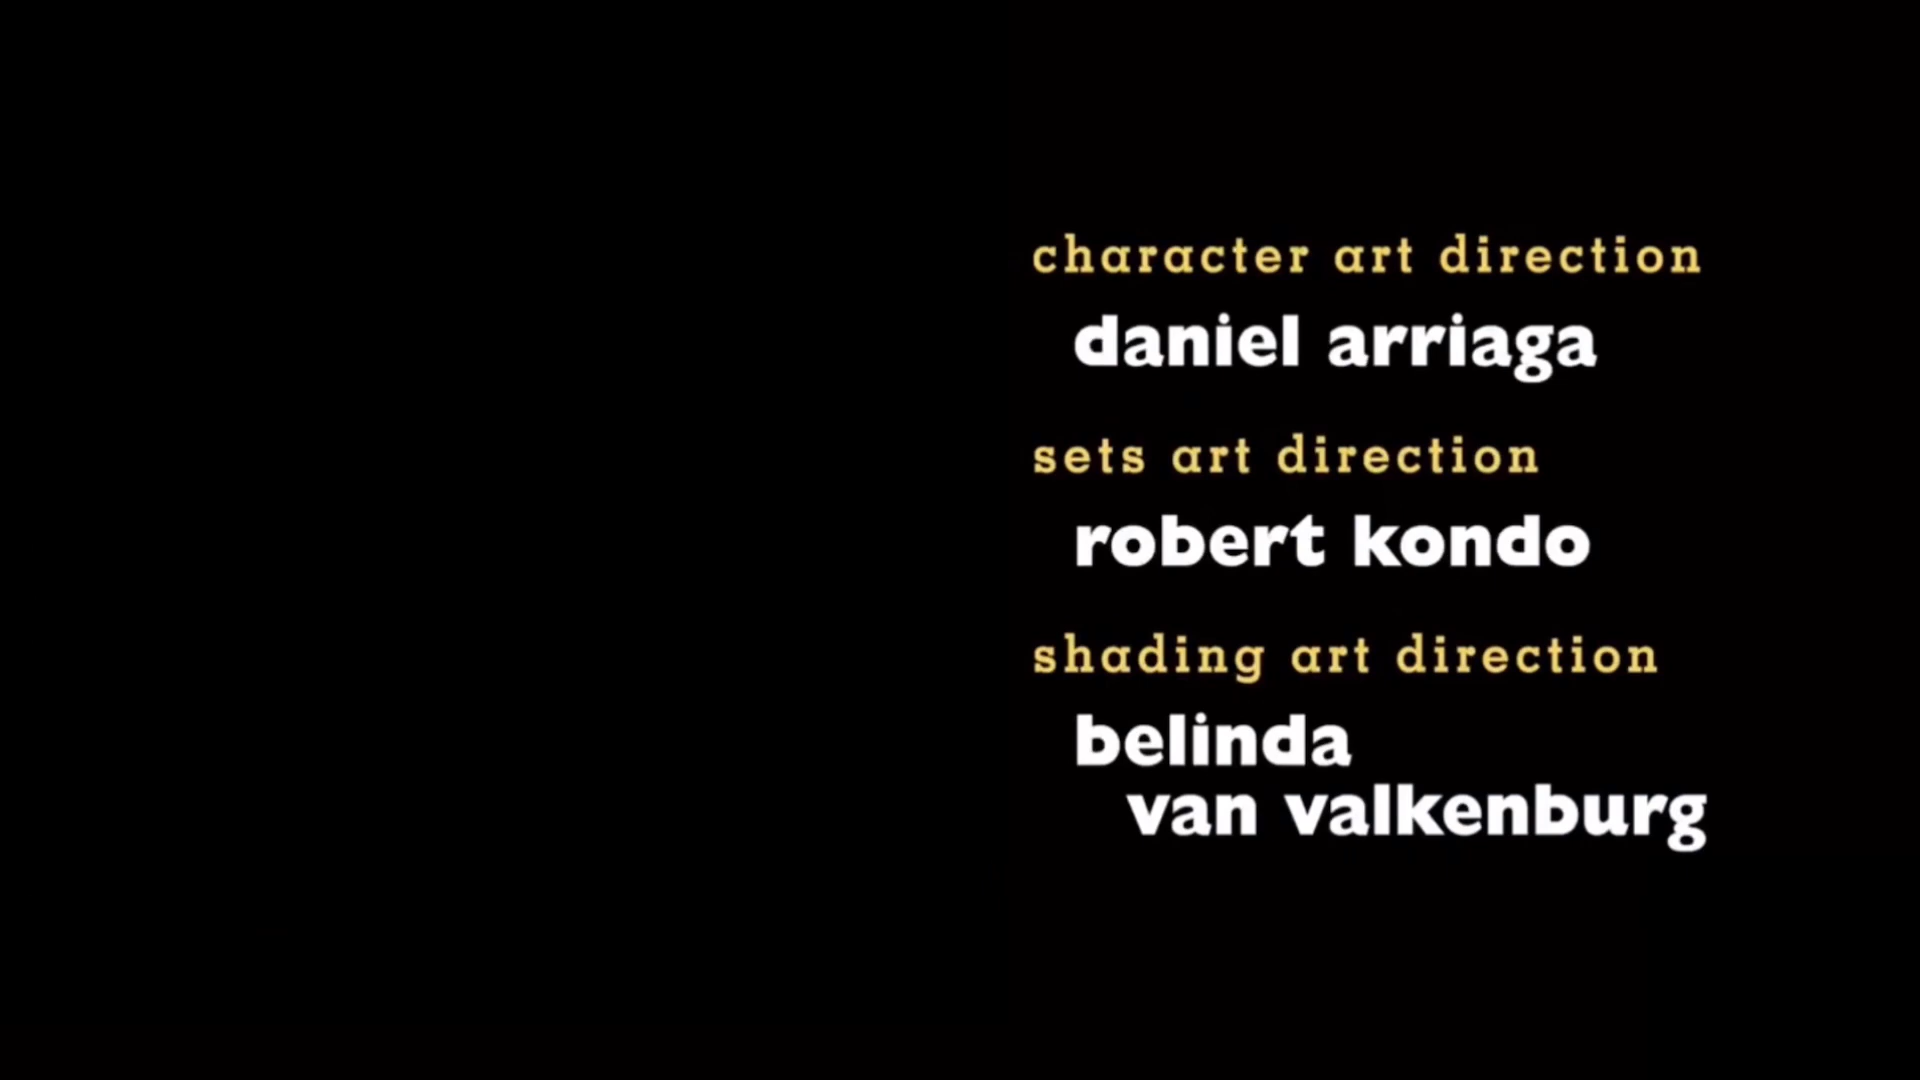 character art direction
daniel arriaga
sets art direction
robert kondo
shading art direction
belinda
van valkenburg